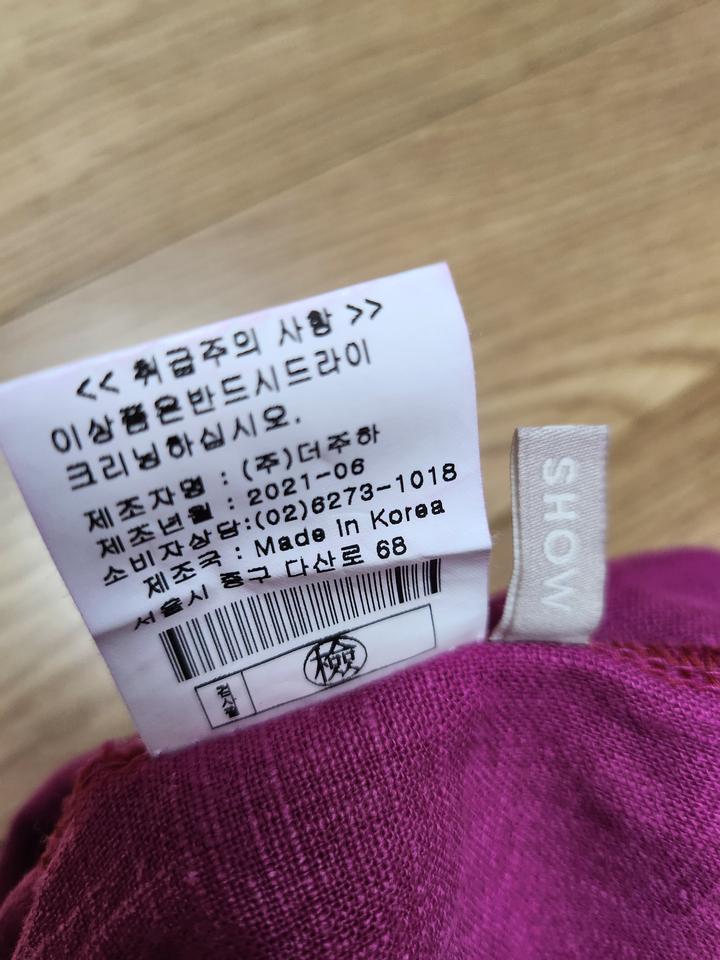 << 취급주의 사항 >>
이상품은반드시드라이
크리닝하십시오.
제조자명 : (주)더주하
제조년월 : 2021-06
소비자상담:(02)6273-1018
제조국 : Made in Korea
서울시 중구 다산로 68
검사필
檢
SHOW